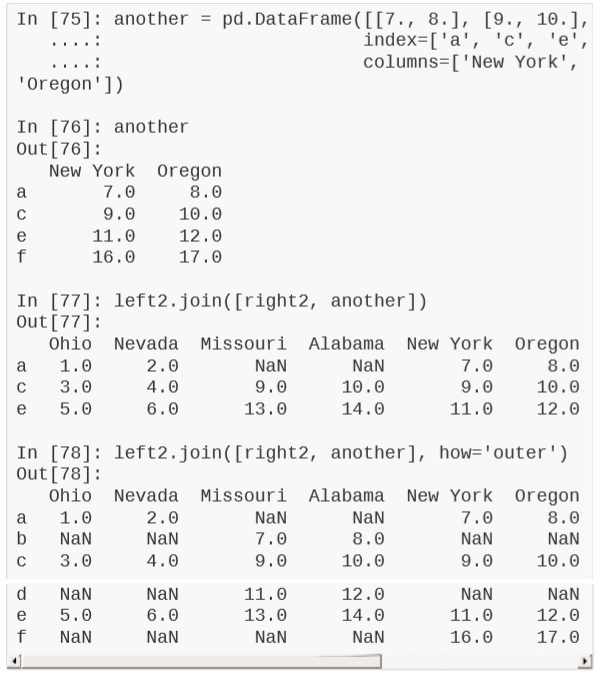 In [75]: another = pd.DataFrame([[7., 8.], [9., 10.],
   ....:                        index=['a', 'c', 'e',
   ....:                        columns=['New York',
'Oregon'])
In [76]: another
Out[76]:
   New York  Oregon
a       7.0     8.0
c       9.0    10.0
e      11.0    12.0
f      16.0    17.0
In [77]: left2.join([right2, another])
Out[77]:
   Ohio  Nevada  Missouri  Alabama  New York  Oregon
a   1.0     2.0       NaN      NaN       7.0     8.0
c   3.0     4.0       9.0     10.0       9.0    10.0
e   5.0     6.0      13.0     14.0      11.0    12.0
In [78]: left2.join([right2, another], how='outer')
Out[78]:
   Ohio  Nevada  Missouri  Alabama  New York  Oregon
a   1.0     2.0       NaN      NaN       7.0     8.0
b   NaN     NaN       7.0      8.0       NaN     NaN
c   3.0     4.0       9.0     10.0       9.0    10.0
d   NaN     NaN      11.0     12.0       NaN     NaN
e   5.0     6.0      13.0     14.0      11.0    12.0
f   NaN     NaN       NaN      NaN      16.0    17.0